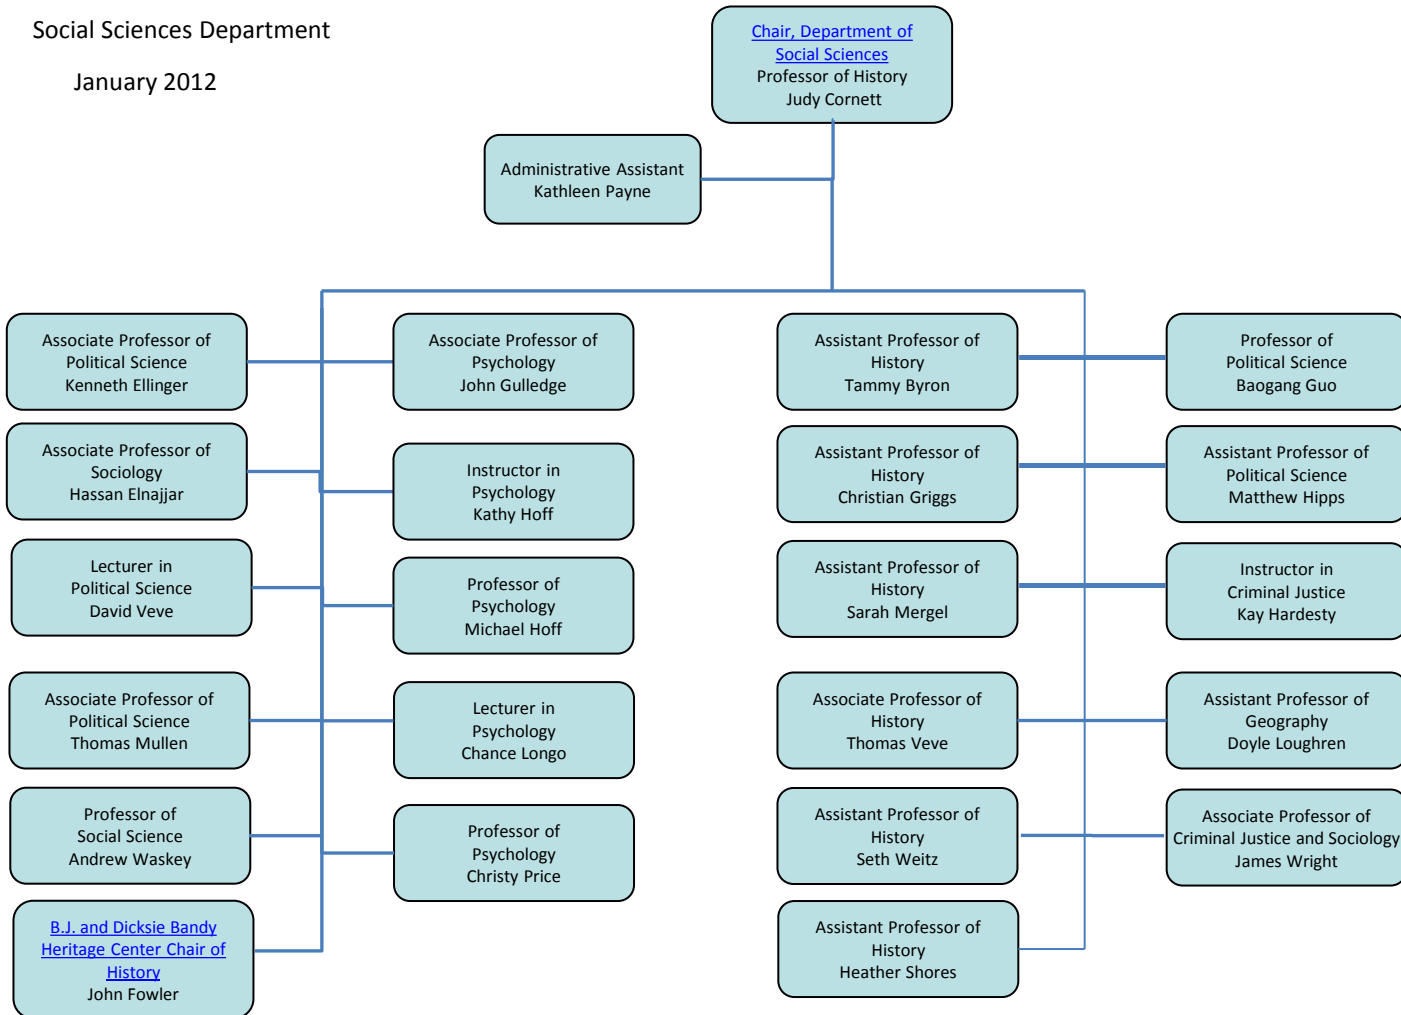 Social Sciences Department
January 2012
Chair, Department of
Social Sciences
Professor of History
Judy Cornett
Administrative Assistant
Kathleen Payne
Associate Professor of
Political Science
Kenneth Ellinger
Associate Professor of
Psychology
John Gulledge
Assistant Professor of
History
Tammy Byron
Professor of
Political Science
Baogang Guo
Associate Professor of
Sociology
Hassan Elnajjar
Instructor in
Psychology
Kathy Hoff
Assistant Professor of
History
Christian Griggs
Assistant Professor of
Political Science
Matthew Hipps
Lecturer in
Political Science
David Veve
Professor of
Psychology
Michael Hoff
Assistant Professor of
History
Sarah Mergel
Instructor in
Criminal Justice
Kay Hardesty
Associate Professor of
Political Science
Thomas Mullen
Lecturer in
Psychology
Chance Longo
Associate Professor of
History
Thomas Veve
Assistant Professor of
Geography
Doyle Loughren
Professor of
Social Science
Andrew Waskey
Professor of
Psychology
Christy Price
Assistant Professor of
History
Seth Weitz
Associate Professor of
Criminal Justice and Sociology
James Wright
B.J. and Dicksie Bandy
Heritage Center Chair of
History
John Fowler
Assistant Professor of
History
Heather Shores